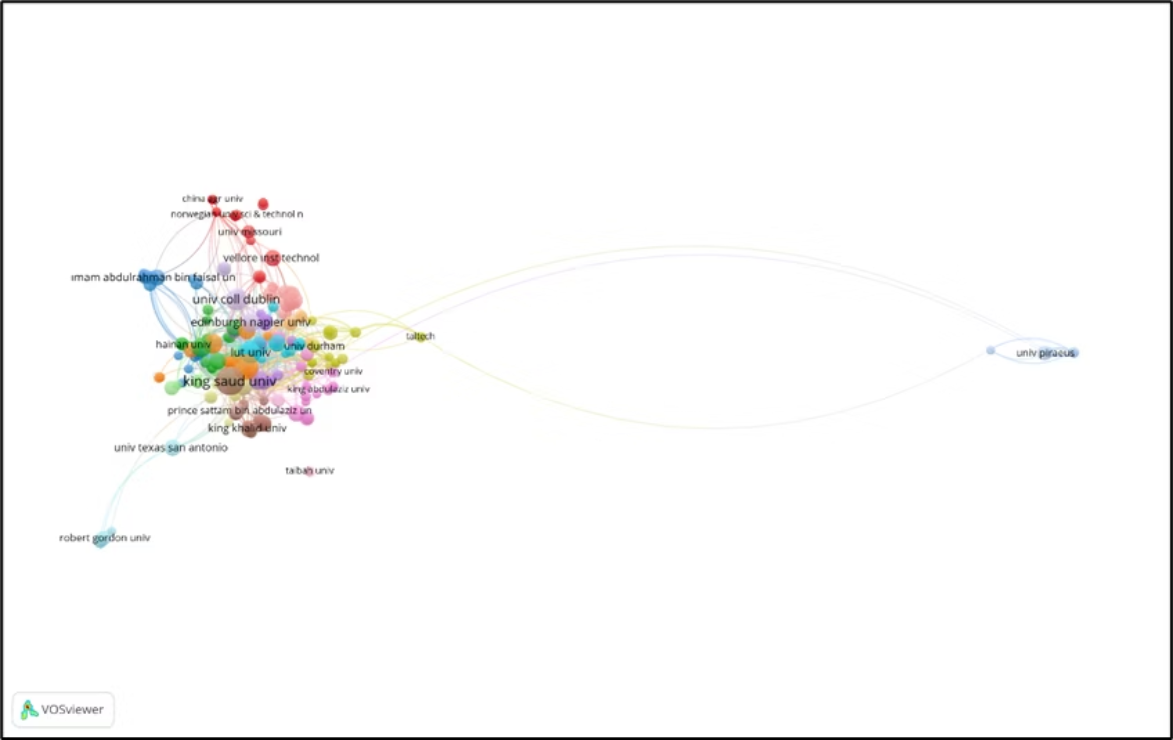 china agr univ
norwegian univ sci & technol n
univ missouri
vellore inst technol
imam abdulrahman bin faisal un
univ coll dublin
edinburgh napier univ
taltech
hainan univ
univ durham
lut univ
univ piraeus
coventry univ
king saud univ
king abdulaziz univ
prince sattam bin abdulaziz un
king khalid univ
univ texas san antonio
taibah univ
robert gordon univ
VOSviewer